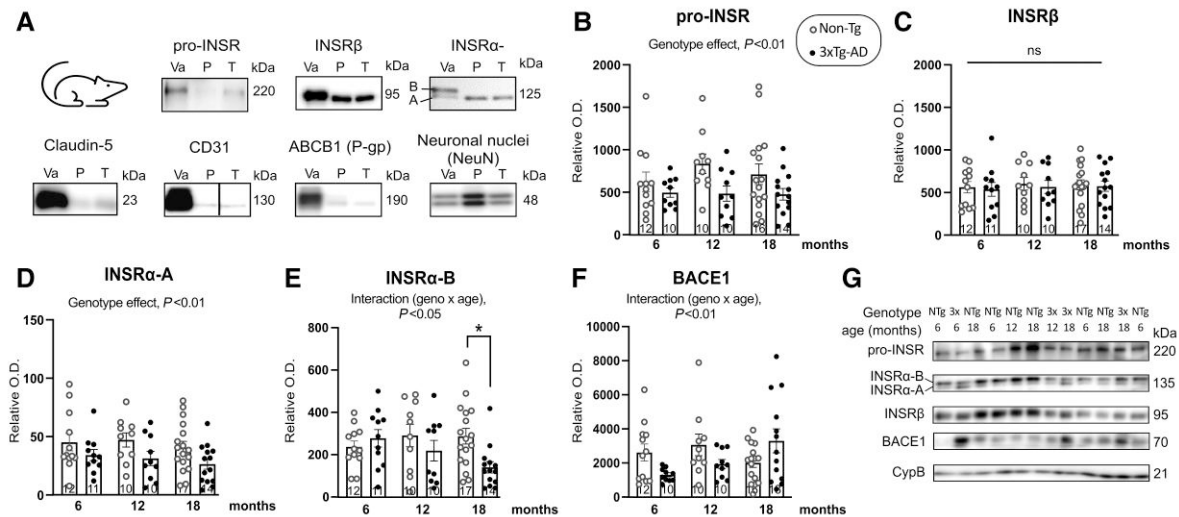 A
pro-INSR
Va P T kDa
220
INSRβ
Va P T kDa
95
INSRα-
Va P T kDa
B
A
125
Claudin-5
Va P T kDa
23
CD31
Va P T kDa
130
ABCB1 (P-gp)
Va P T kDa
190
Neuronal nuclei
(NeuN)
Va P T kDa
48
B
pro-INSR
Genotype effect, P<0.01
Non-Tg
3xTg-AD
Relative O.D.
2000
1500
1000
500
0
12 10 10 10 16 14
6 12 18 months
C
INSRβ
ns
Relative O.D.
2000
1500
1000
500
0
12 11 10 10 17 14
6 12 18 months
D
INSRα-A
Genotype effect, P<0.01
Relative O.D.
150
100
50
0
12 11 10 10 17 14
6 12 18 months
E
INSRα-B
Interaction (geno x age),
P<0.05
*
Relative O.D.
800
600
400
200
0
12 11 10 10 17 14
6 12 18 months
F
BACE1
Interaction (geno x age),
P<0.01
Relative O.D.
10000
8000
6000
4000
2000
0
12 10 10 10
6 12 18 months
G
Genotype NTg 3x NTg NTg NTg NTg 3x 3x NTg NTg 3x NTg
age (months) 6 6 18 6 12 18 12 18 6 18 18 6 kDa
pro-INSR 220
INSRα-B
INSRα-A
135
INSRβ 95
BACE1 70
CypB 21